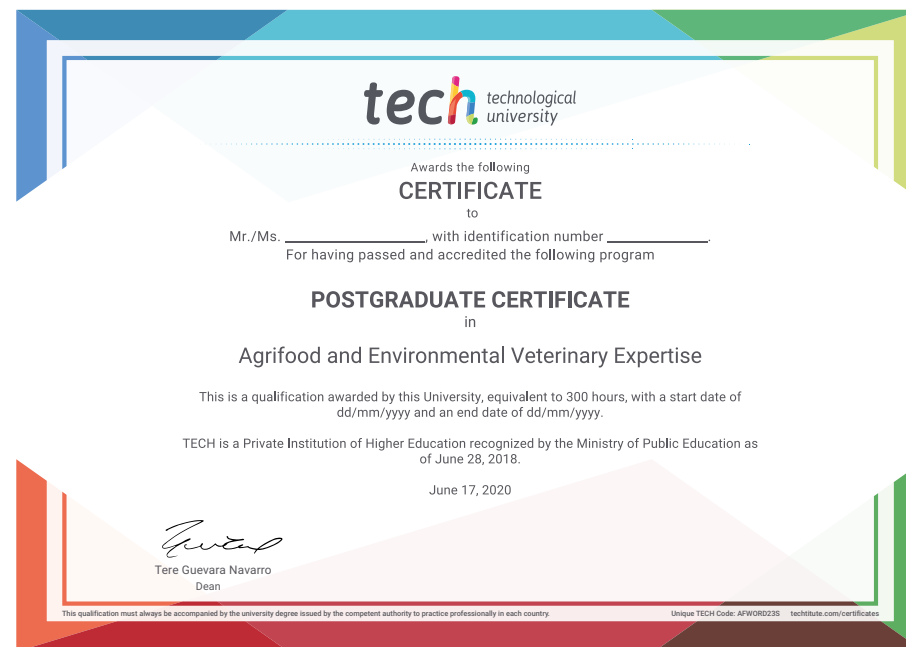 tech technological
university
Awards the following
CERTIFICATE
to
Mr./Ms. ____________________, with identification number ___________________.
For having passed and accredited the following program
POSTGRADUATE CERTIFICATE
in
Agrifood and Environmental Veterinary Expertise
This is a qualification awarded by this University, equivalent to 300 hours, with a start date of
dd/mm/yyyy and an end date of dd/mm/yyyy.
TECH is a Private Institution of Higher Education recognized by the Ministry of Public Education as
of June 28, 2018.
June 17, 2020
Tere Guevara Navarro
Dean
This qualification must always be accompanied by the university degree issued by the competent authority to practice professionally in each country. Unique TECH Code: AFWORD23S techtitute.com/certificates